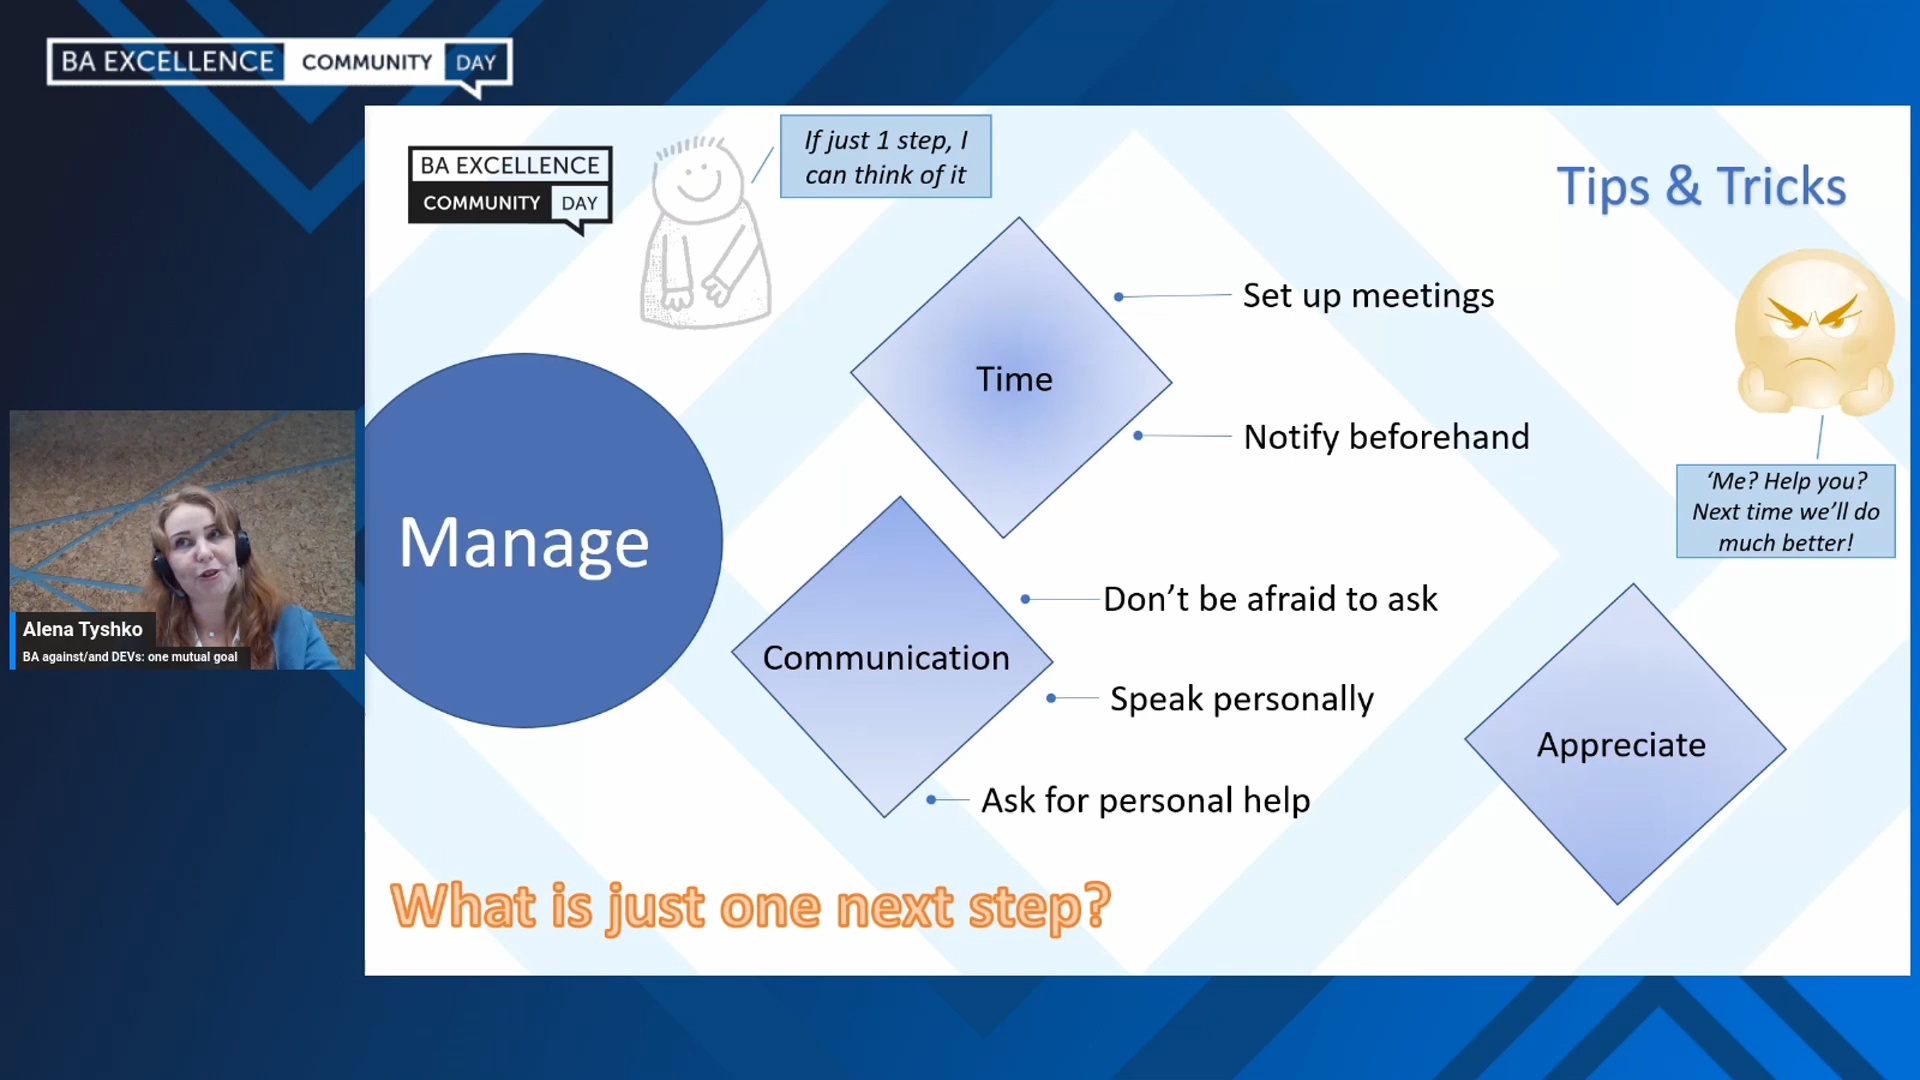 BA EXCELLENCE COMMUNITY DAY
BA EXCELLENCE
COMMUNITY DAY
If just 1 step, I
can think of it
Tips & Tricks
Time
Set up meetings
Notify beforehand
‘Me? Help you?
Next time we’ll do
much better!
Manage
Communication
Don’t be afraid to ask
Speak personally
Ask for personal help
Appreciate
What is just one next step?
Alena Tyshko
BA against/and DEVs: one mutual goal